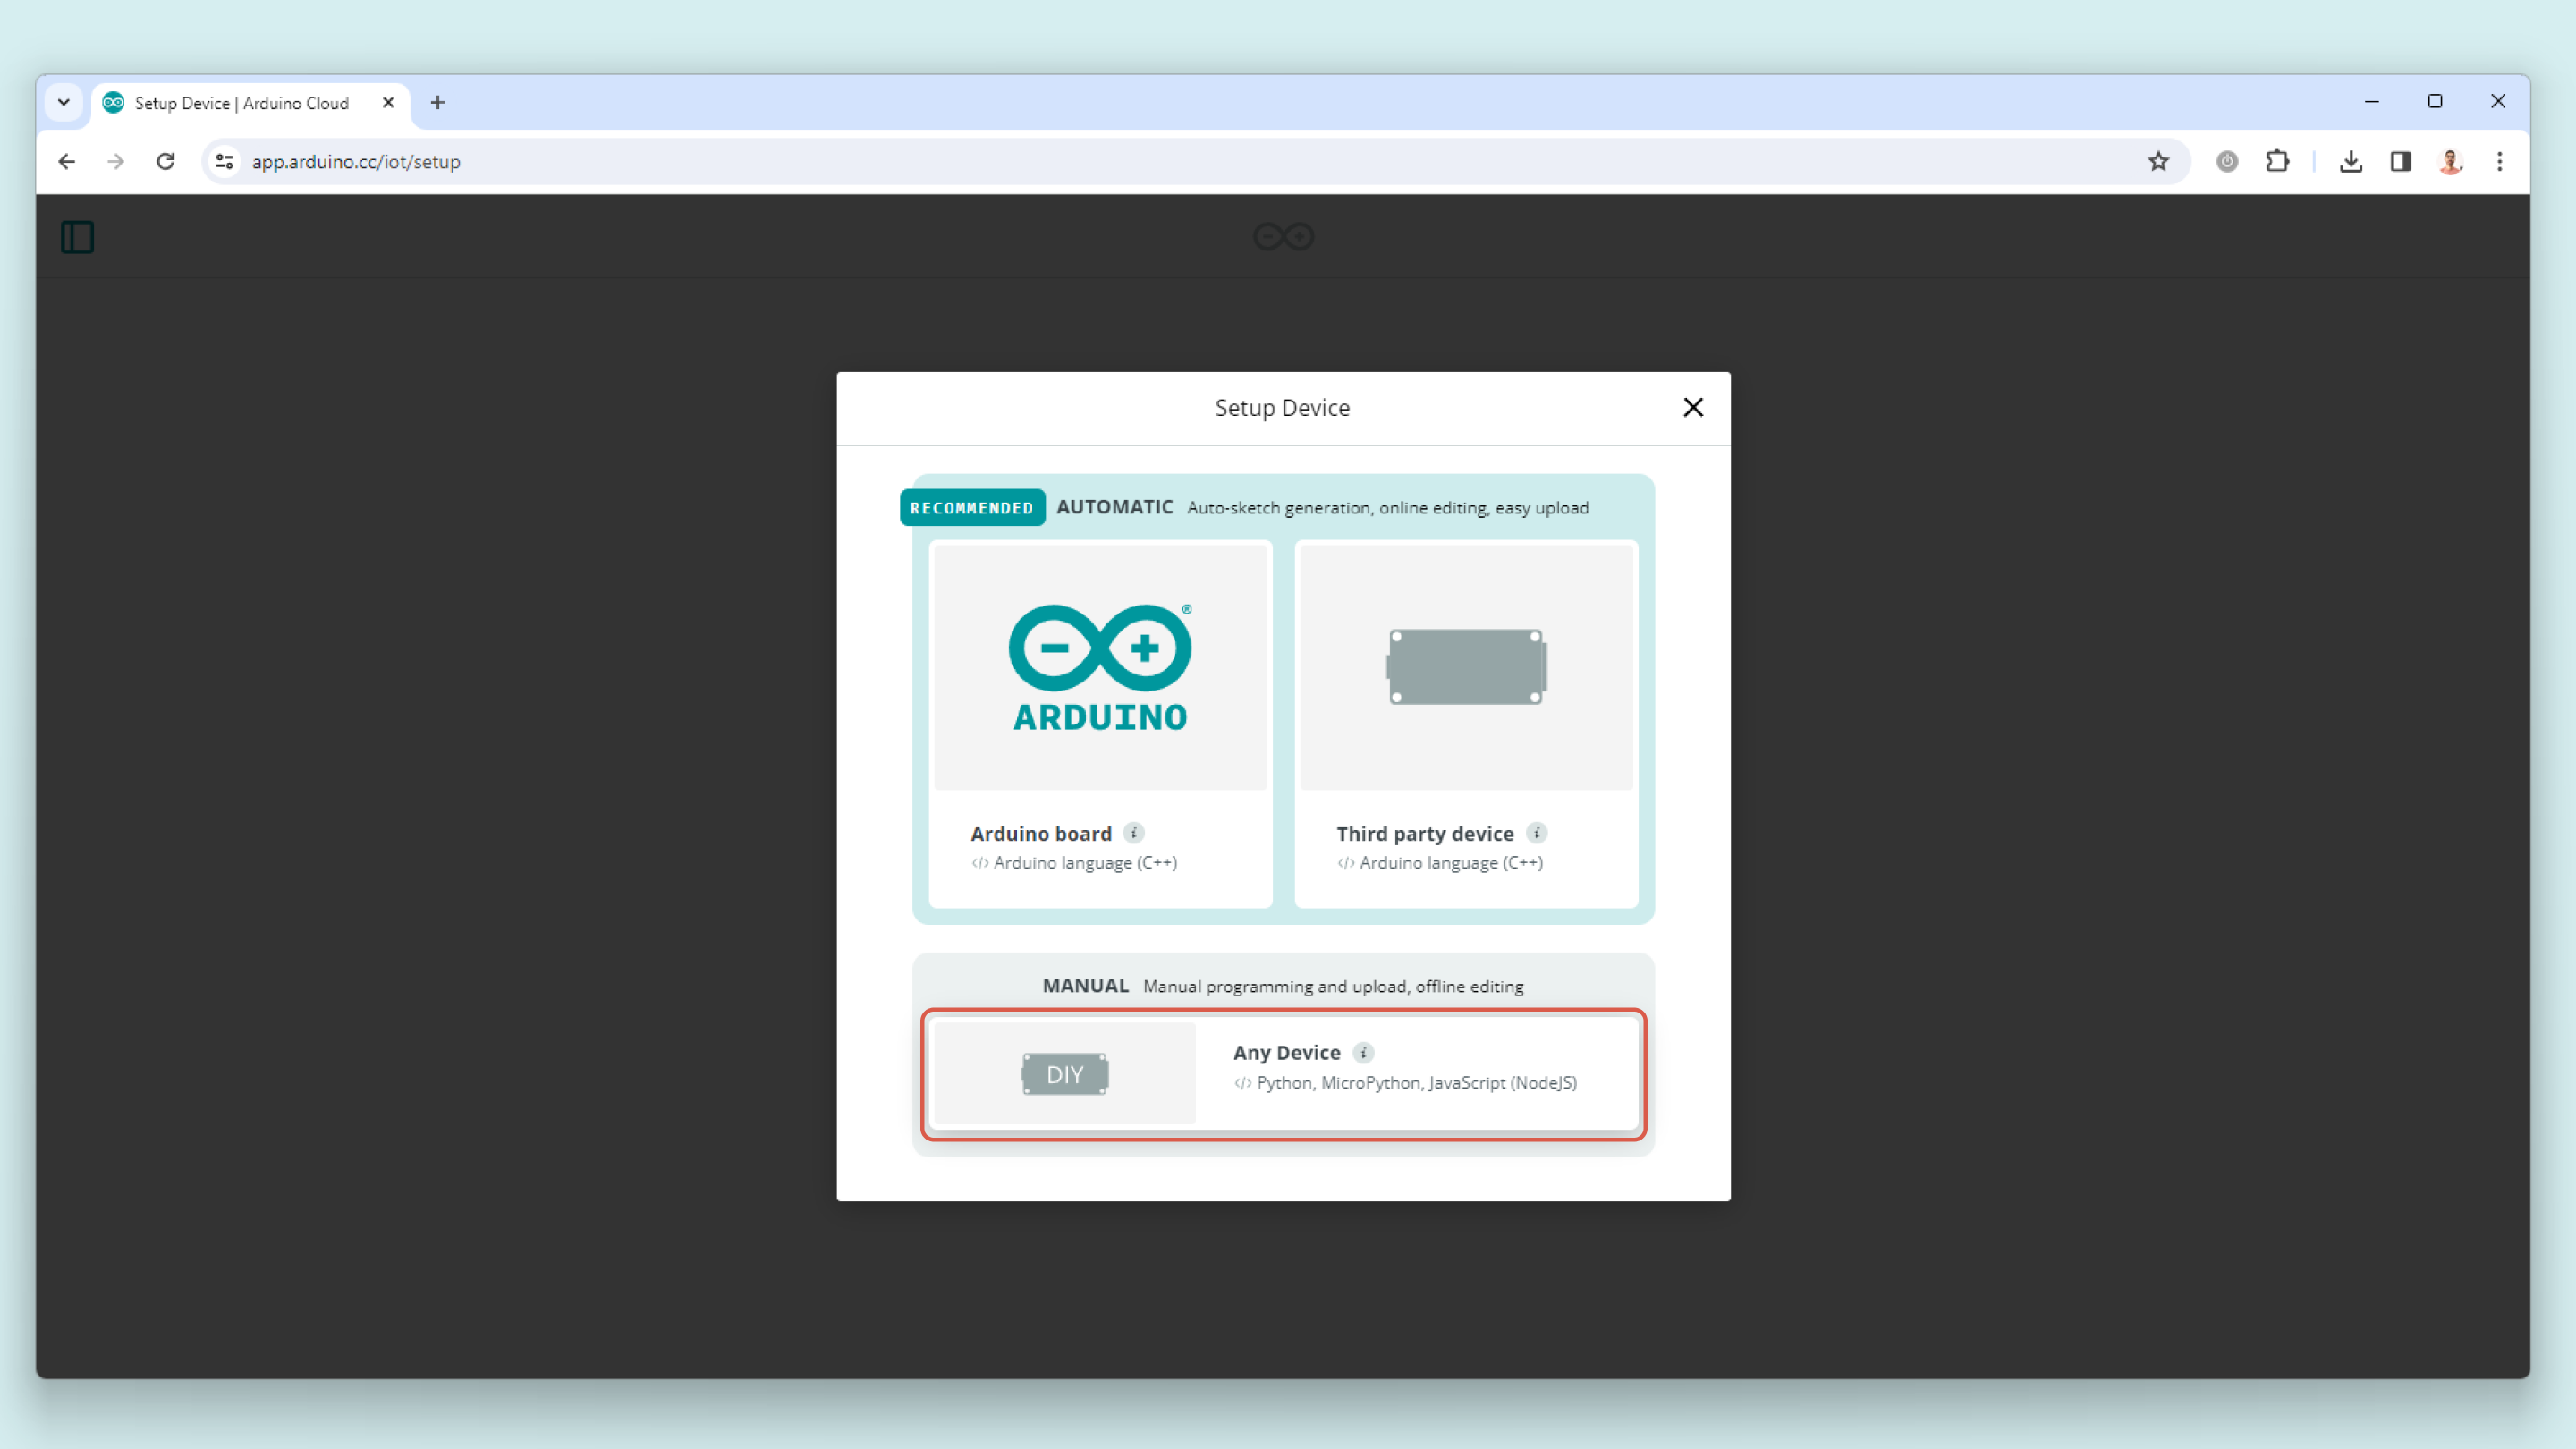 Setup Device | Arduino Cloud
app.arduino.cc/iot/setup
Setup Device
RECOMMENDED AUTOMATIC Auto-sketch generation, online editing, easy upload
®
ARDUINO
Arduino board i
</> Arduino language (C++)
Third party device i
</> Arduino language (C++)
MANUAL Manual programming and upload, offline editing
DIY
Any Device i
</> Python, MicroPython, JavaScript (NodeJS)